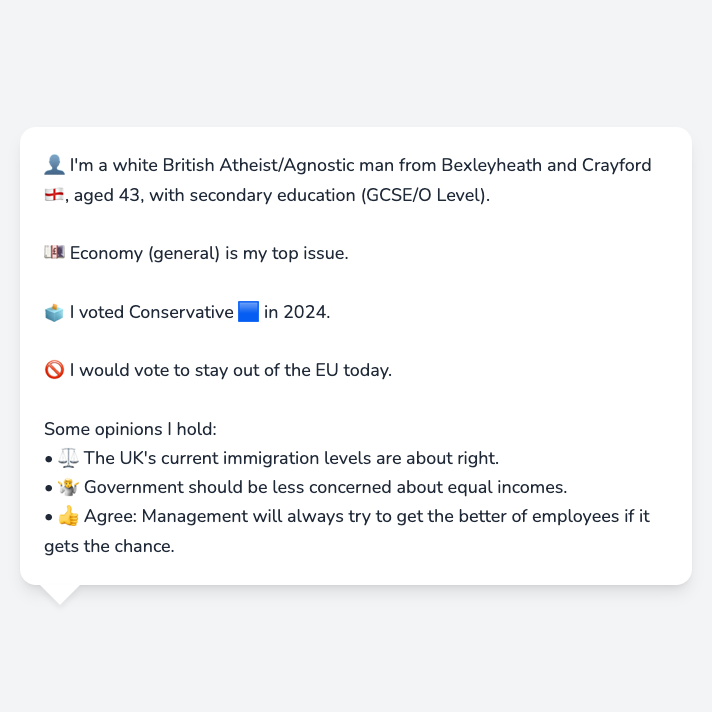 👤 I'm a white British Atheist/Agnostic man from Bexleyheath and Crayford
🏴󠁧󠁢󠁥󠁮󠁧󠁿, aged 43, with secondary education (GCSE/O Level).
💷 Economy (general) is my top issue.
🗳️ I voted Conservative 🟦 in 2024.
🚫 I would vote to stay out of the EU today.
Some opinions I hold:
• ⚖️ The UK's current immigration levels are about right.
• 🤷 Government should be less concerned about equal incomes.
• 👍 Agree: Management will always try to get the better of employees if it
gets the chance.